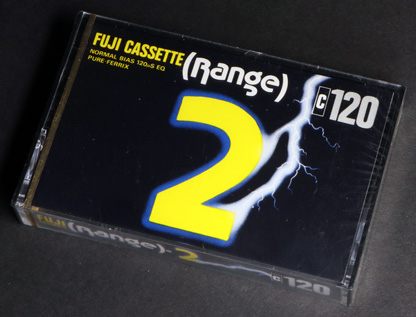 FUJI CASSETTE
NORMAL BIAS 120µS EQ
PURE-FERRIX
(Range)
2
C 120
FUJI (Range)-2
C 120